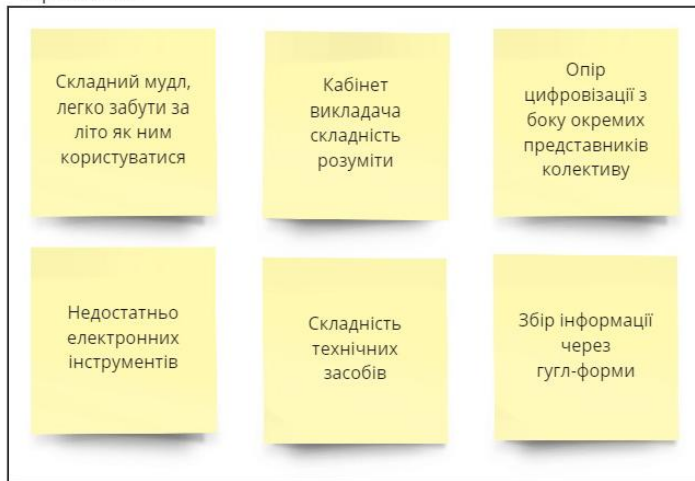 Складний мудл,
легко забути за
літо як ним
користуватися
Кабінет
викладача
складність
розуміти
Опір
цифровізації з
боку окремих
представників
колективу
Недостатньо
електронних
інструментів
Складність
технічних
засобів
Збір інформації
через
гугл-форми